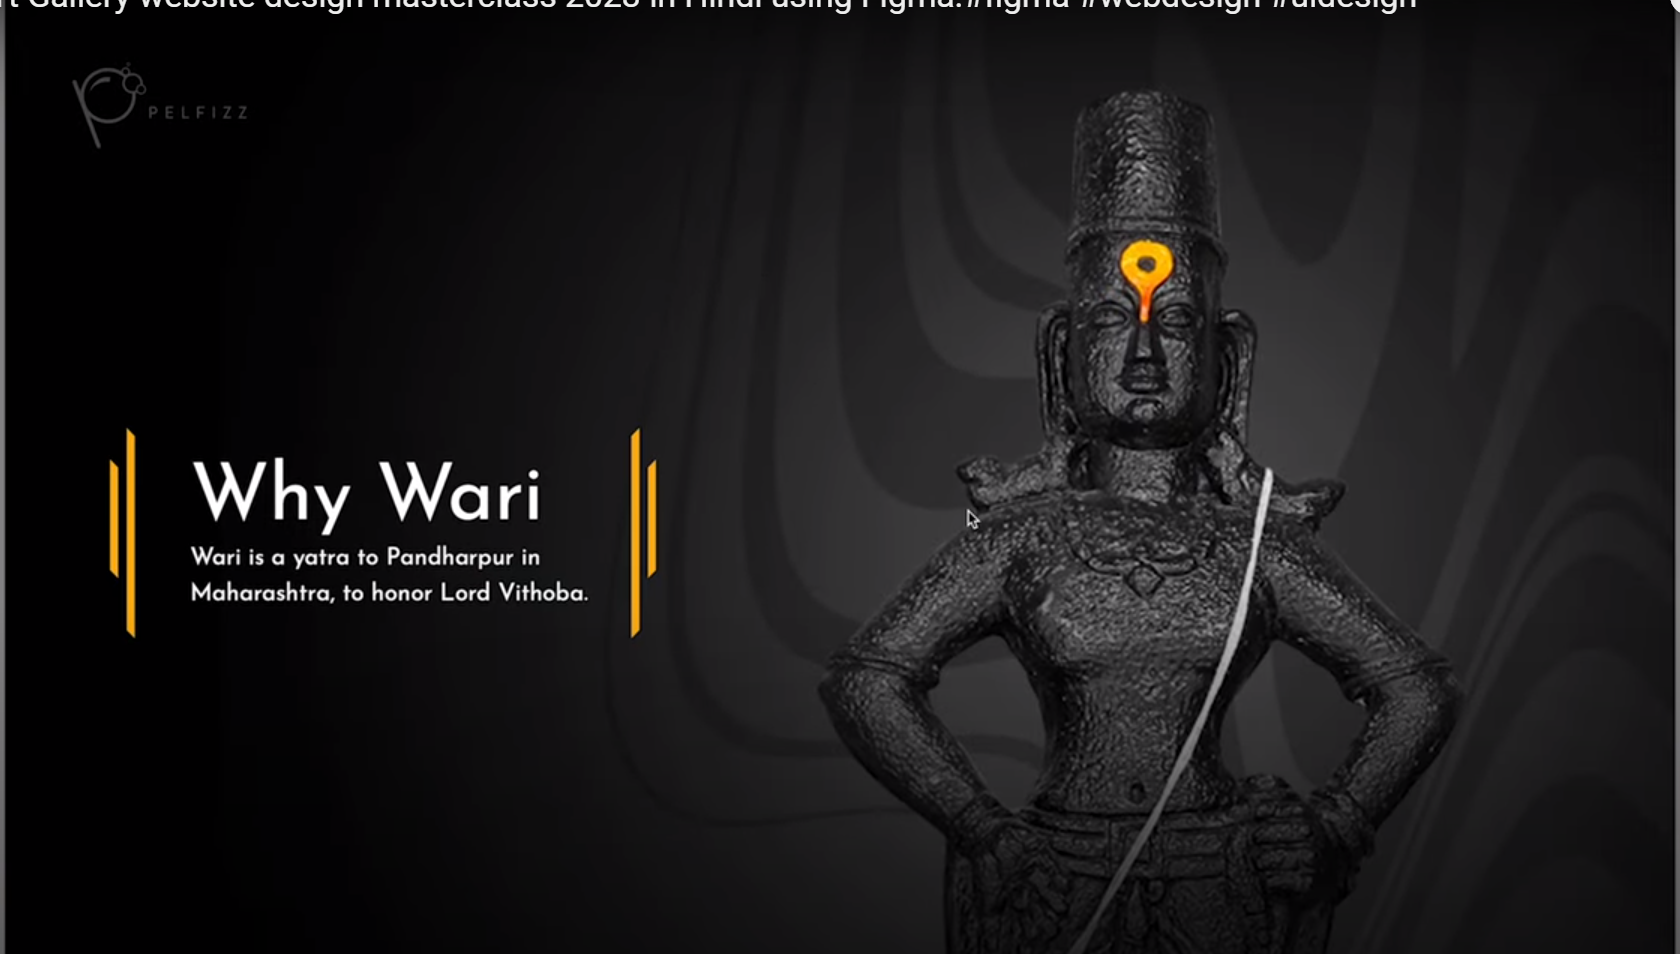 Gallery website design masterclass 2023 in Hindi using Figma.#figma #webdesign #uidesign
PELFIZZ
Why Wari
Wari is a yatra to Pandharpur in
Maharashtra, to honor Lord Vithoba.